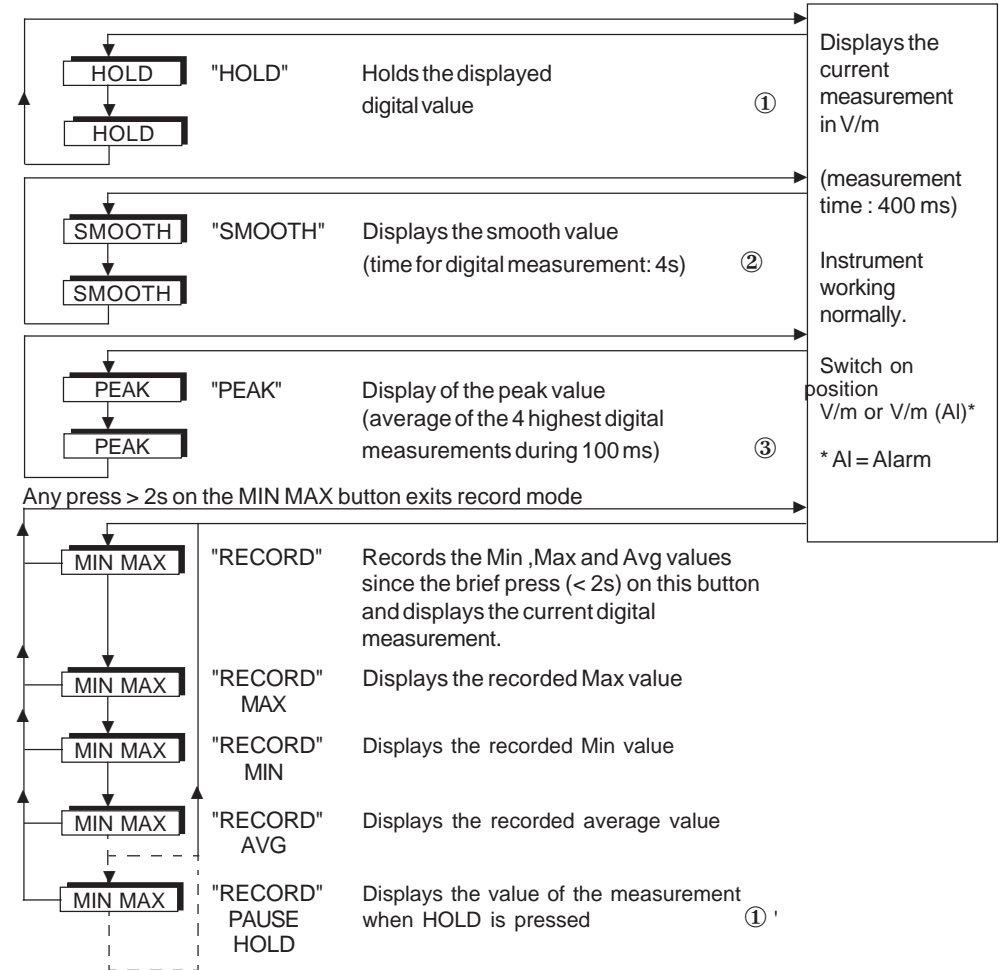 HOLD "HOLD" Holds the displayed
digital value ①
HOLD
SMOOTH "SMOOTH" Displays the smooth value
(time for digital measurement: 4s) ②
SMOOTH
PEAK "PEAK" Display of the peak value
(average of the 4 highest digital
PEAK measurements during 100 ms) ③
Displays the
current
measurement
in V/m
(measurement
time : 400 ms)
Instrument
working
normally.
Switch on
position
V/m or V/m (Al)*
* Al = Alarm
Any press > 2s on the MIN MAX button exits record mode
MIN MAX "RECORD" Records the Min ,Max and Avg values
since the brief press (< 2s) on this button
and displays the current digital
measurement.
MIN MAX "RECORD" Displays the recorded Max value
MAX
MIN MAX "RECORD" Displays the recorded Min value
MIN
MIN MAX "RECORD" Displays the recorded average value
AVG
MIN MAX "RECORD" Displays the value of the measurement
PAUSE when HOLD is pressed ① '
HOLD